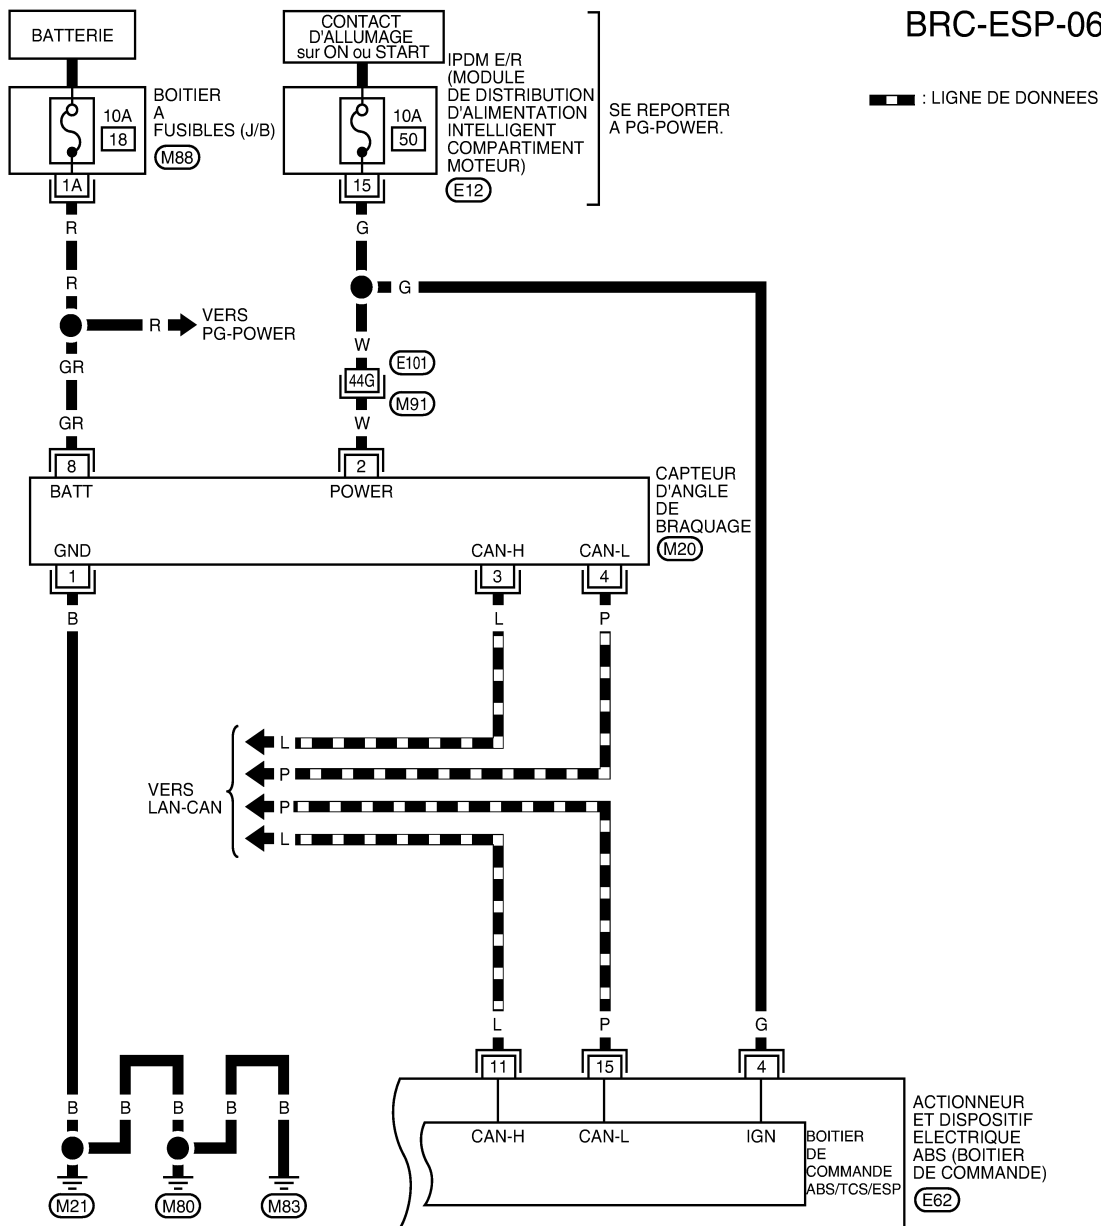 BRC-ESP-06
: LIGNE DE DONNEES
BATTERIE
CONTACT
D'ALLUMAGE
sur ON ou START
10A
18
BOITIER
A
FUSIBLES (J/B)
M88
10A
50
IPDM E/R
(MODULE
DE DISTRIBUTION
D'ALIMENTATION
INTELLIGENT
COMPARTIMENT
MOTEUR)
E12
SE REPORTER
A PG-POWER.
1A
15
R
G
R
G
R
VERS
PG-POWER
W
E101
GR
44G
M91
GR
W
8
2
BATT
POWER
CAPTEUR
D'ANGLE
DE
BRAQUAGE
M20
GND
CAN-H
CAN-L
1
3
4
B
L
P
L
P
P
L
VERS
LAN-CAN
L
P
G
11
15
4
B
B
B
B
B
CAN-H
CAN-L
IGN
BOITIER
DE
COMMANDE
ABS/TCS/ESP
ACTIONNEUR
ET DISPOSITIF
ELECTRIQUE
ABS (BOITIER
DE COMMANDE)
E62
M21
M80
M83